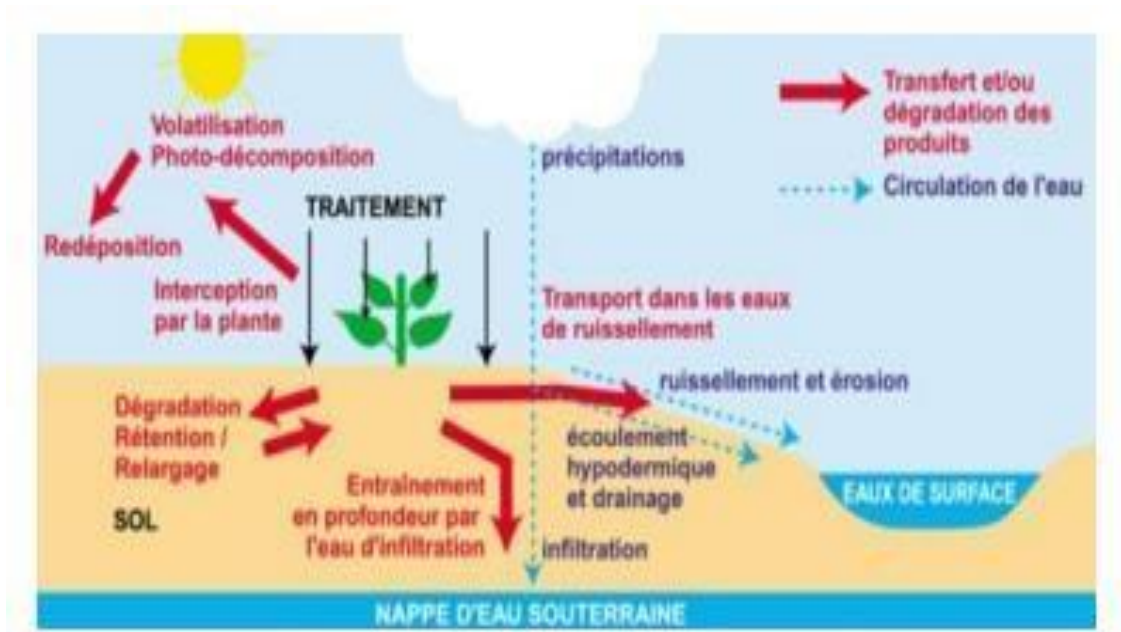 Volatilisation
Photo-décomposition
Redéposition
TRAITEMENT
Interception
par la plante
précipitations
Transfert et/ou
dégradation des
produits
Circulation de l'eau
Transport dans les eaux
de ruissellement
ruissellement et érosion
Dégradation
Rétention /
Relargage
SOL
Entraînement
en profondeur par
l'eau d'infiltration
écoulement
hypodermique
et drainage
infiltration
EAUX DE SURFACE
NAPPE D'EAU SOUTERRAINE